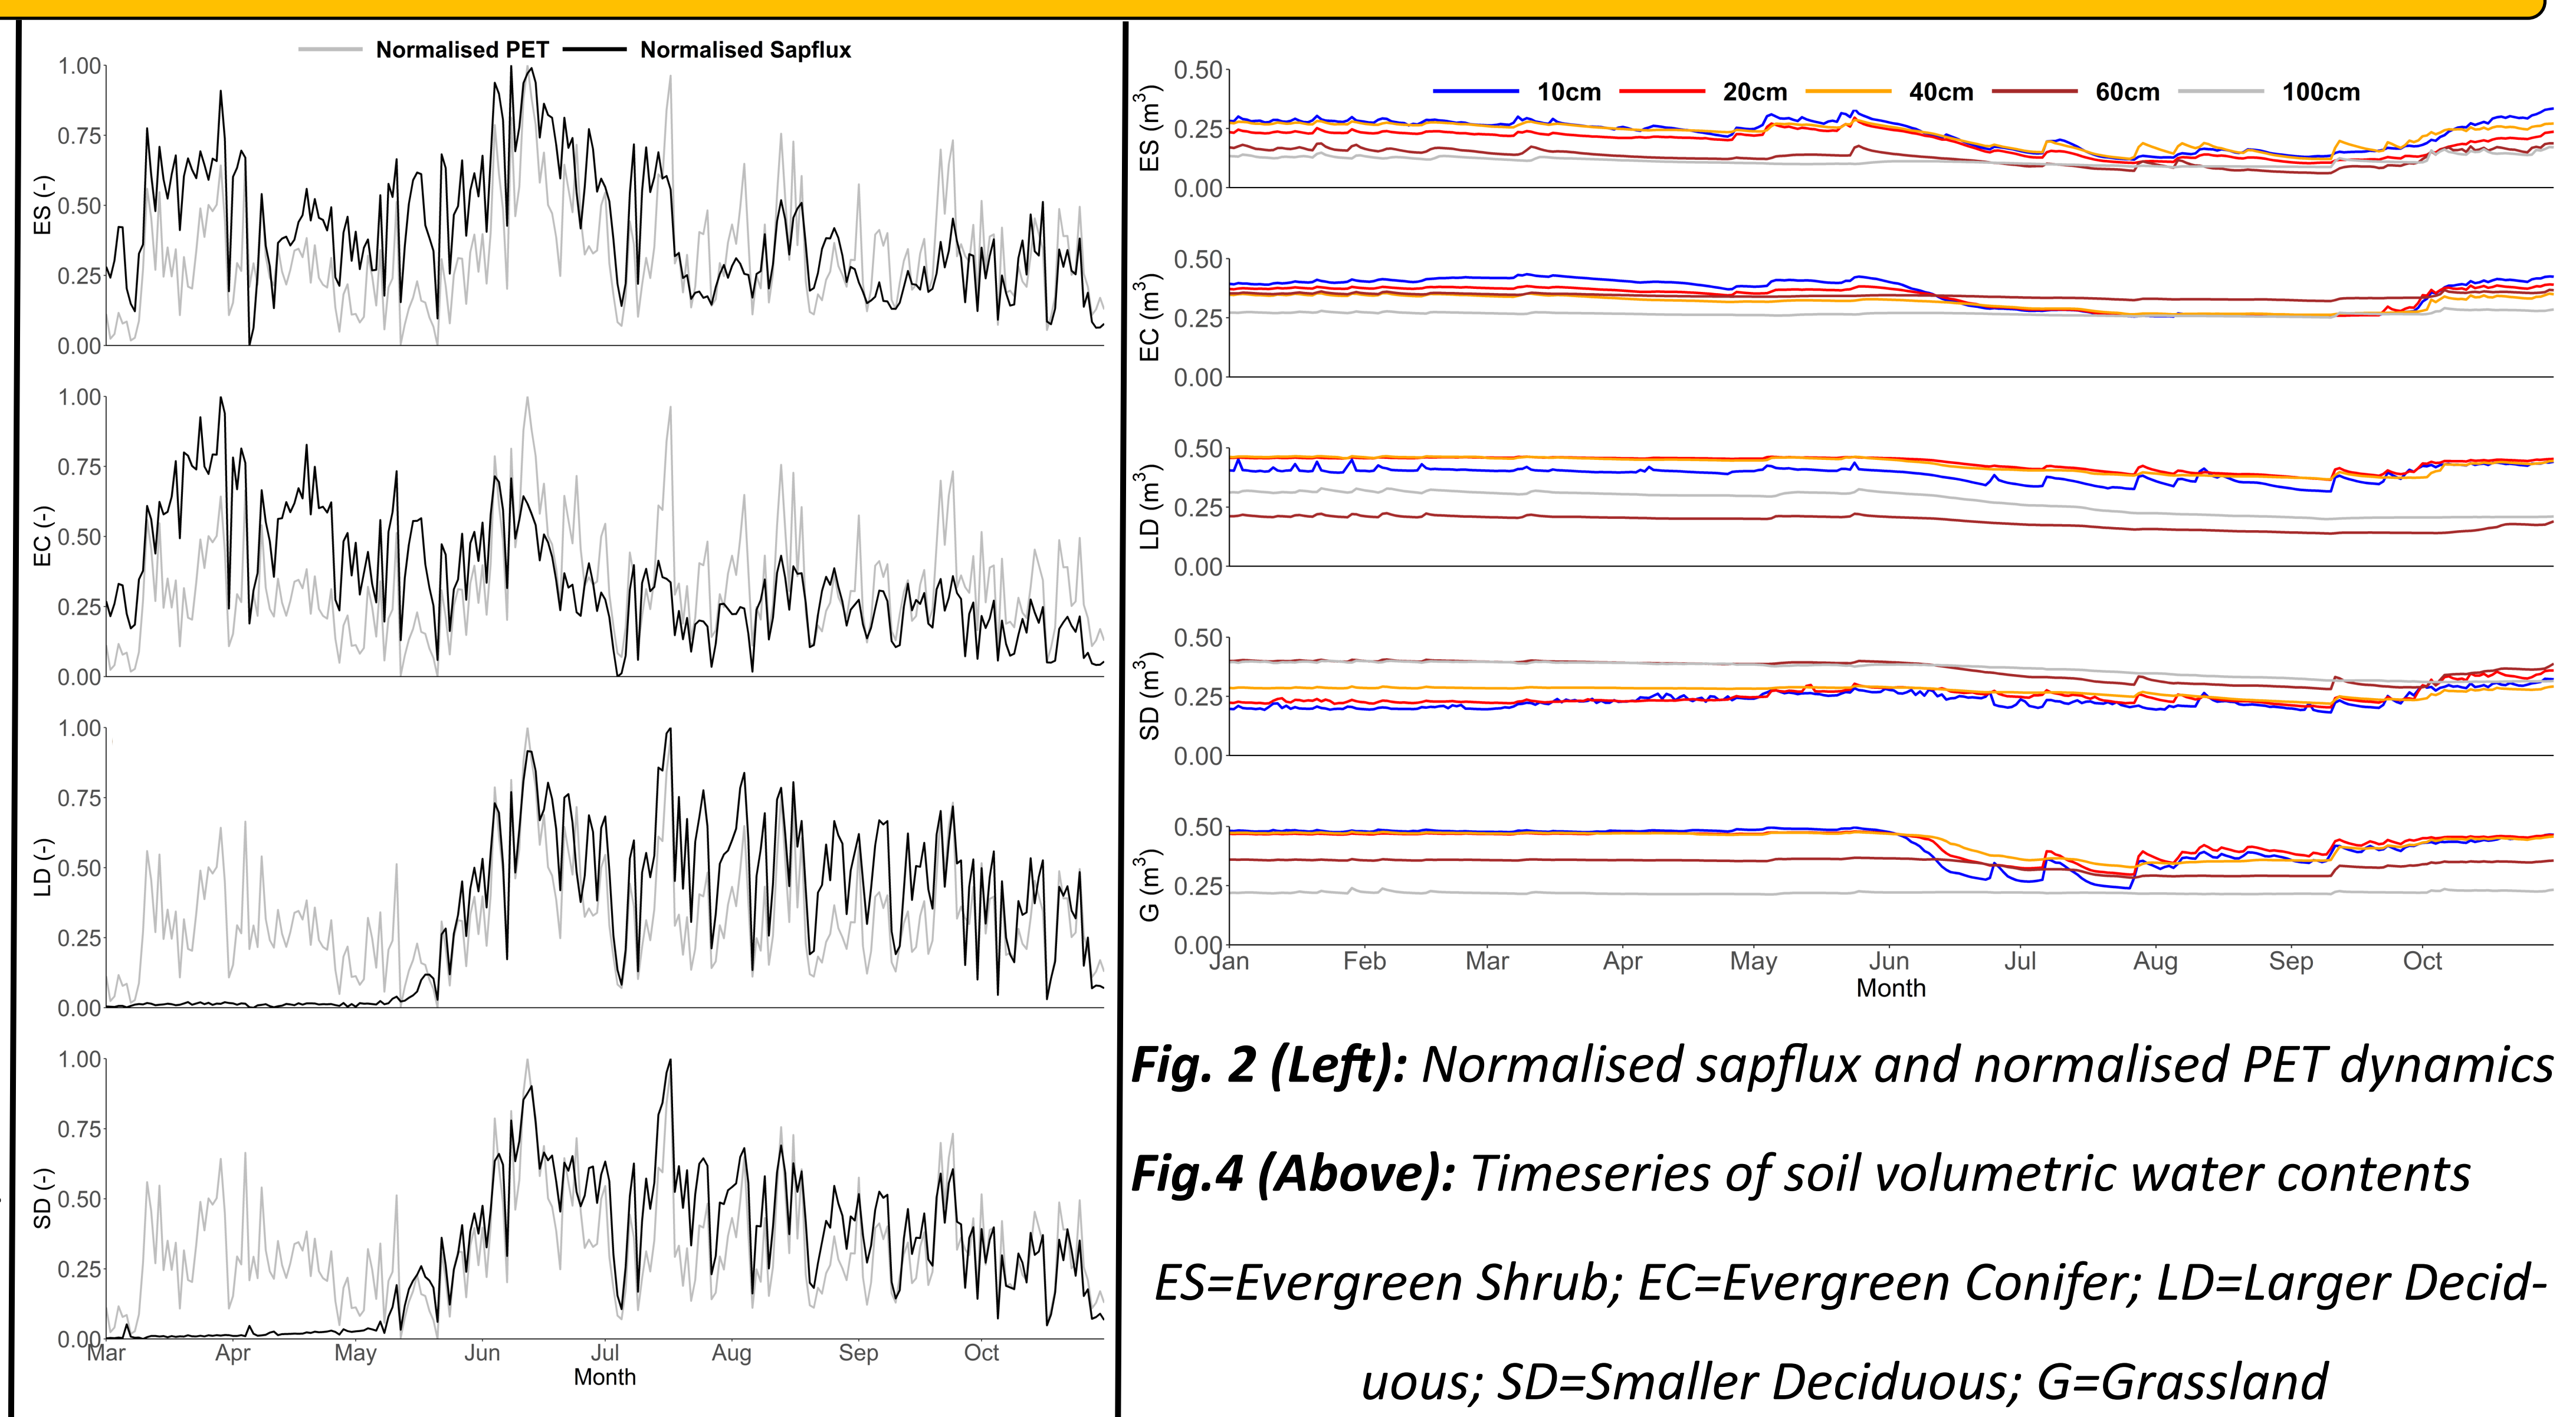 Normalised PET Normalised Sapflux
1.00
0.75
0.50
0.25
0.00
ES (-)
1.00
0.75
0.50
0.25
0.00
EC (-)
1.00
0.75
0.50
0.25
0.00
LD (-)
1.00
0.75
0.50
0.25
0.00
SD (-)
Mar Apr May Jun Jul Aug Sep Oct
Month
10cm 20cm 40cm 60cm 100cm
0.50
0.25
0.00
ES (m³)
0.50
0.25
0.00
EC (m³)
0.50
0.25
0.00
LD (m³)
0.50
0.25
0.00
SD (m³)
0.50
0.25
0.00
G (m³)
Jan Feb Mar Apr May Jun Jul Aug Sep Oct
Month
Fig. 2 (Left): Normalised sapflux and normalised PET dynamics
Fig.4 (Above): Timeseries of soil volumetric water contents
ES=Evergreen Shrub; EC=Evergreen Conifer; LD=Larger Decid-
uous; SD=Smaller Deciduous; G=Grassland